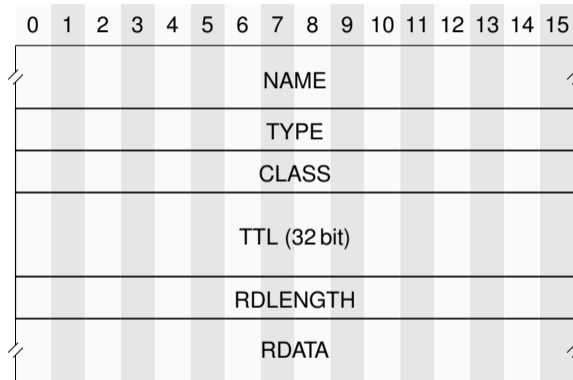 0 1 2 3 4 5 6 7 8 9 10 11 12 13 14 15
NAME
TYPE
CLASS
TTL (32 bit)
RDLENGTH
RDATA